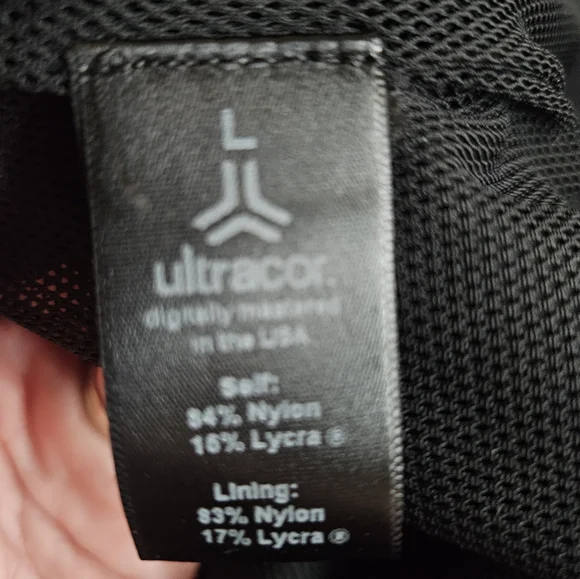 L
ultracor.
digitally mastered
in the USA
Self:
84% Nylon
16% Lycra ®
Lining:
83% Nylon
17% Lycra ®